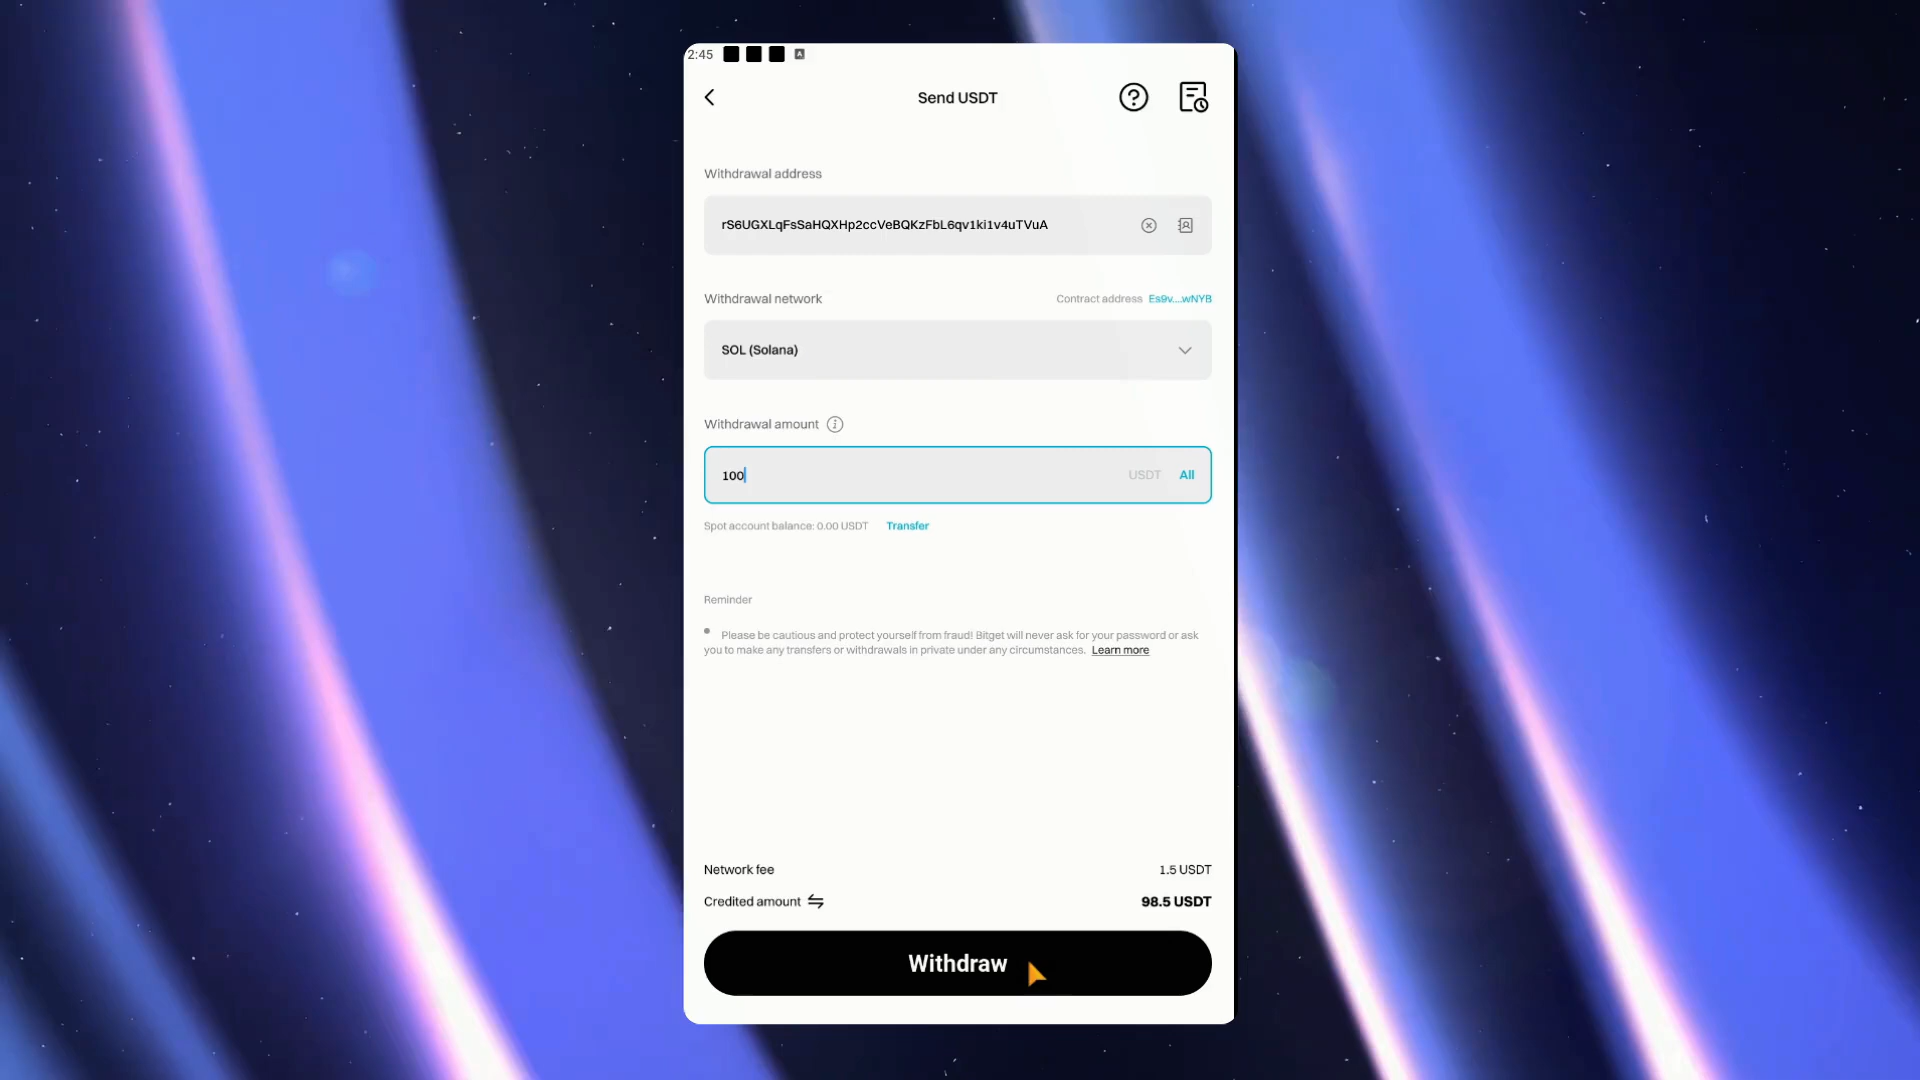 2:45
Send USDT
Withdrawal address
rS6UGXLqFsSaHQXHp2ccVeBQKzFbL6qv1ki1v4uTVuA
Withdrawal network
Contract address Es9v....wNYB
SOL (Solana)
Withdrawal amount
100
USDT All
Spot account balance: 0.00 USDT Transfer
Reminder
Please be cautious and protect yourself from fraud! Bitget will never ask for your password or ask
you to make any transfers or withdrawals in private under any circumstances. Learn more
Network fee
1.5 USDT
Credited amount
98.5 USDT
Withdraw